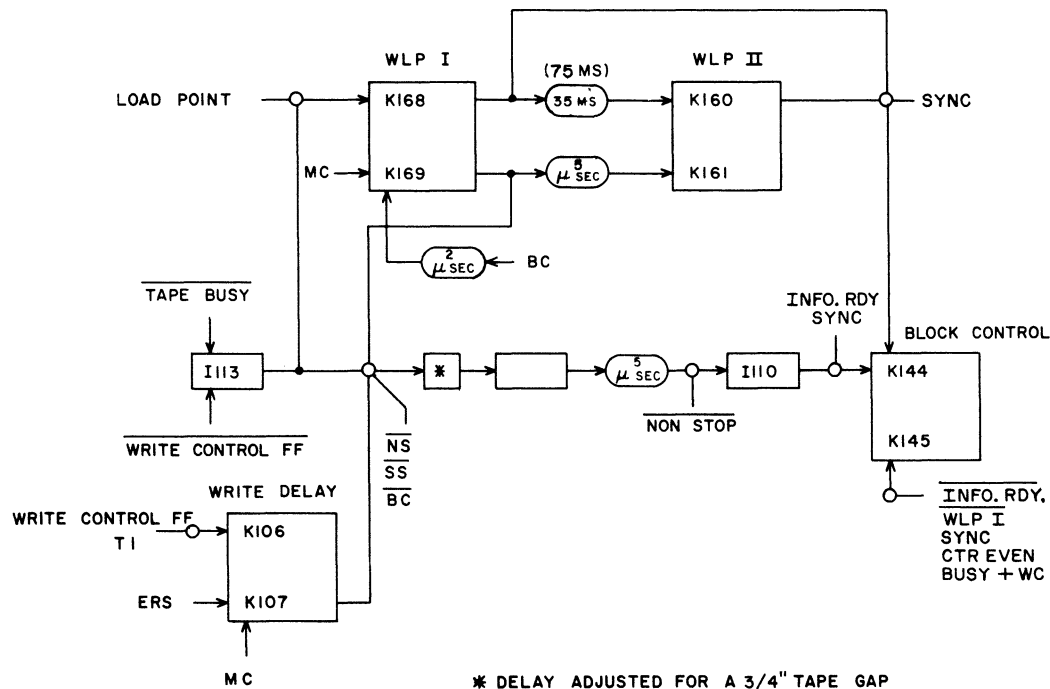 WLP I
WLP II
(75 MS)
LOAD POINT
K168
35 MS
K160
SYNC
MC
K169
5
μ SEC
K161
2
μ SEC
BC
TAPE BUSY
INFO. RDY
SYNC
BLOCK CONTROL
I113
*
5
μ SEC
I110
K144
NON STOP
WRITE CONTROL FF
NS
SS
BC
K145
WRITE DELAY
INFO. RDY.
WLP I
SYNC
CTR EVEN
BUSY + WC
WRITE CONTROL FF
T1
K106
ERS
K107
MC
* DELAY ADJUSTED FOR A 3/4" TAPE GAP